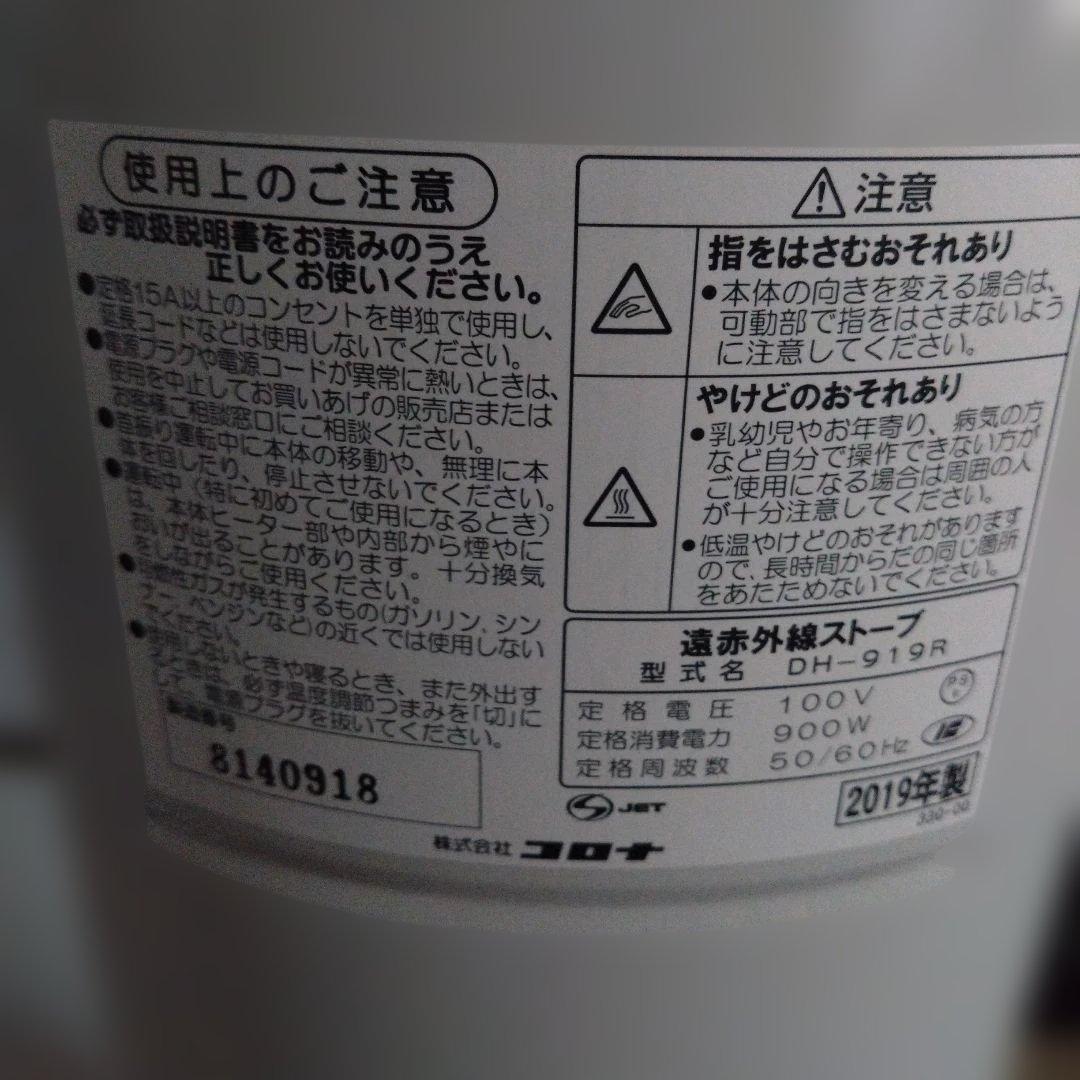 使用上のご注意
必ず取扱説明書をお読みのうえ
正しくお使いください。
●定格15A以上のコンセントを単独で使用し、
延長コードなどは使用しないでください。
●電源プラグや電源コードが異常に熱いときは、
使用を中止してお買いあげの販売店または
お客様ご相談窓口にご相談ください。
●首振り運転中に本体の移動や、無理に本
体を回したり、停止させないでください。
●運転中（特に初めてご使用になるとき）
は、本体ヒーター部や内部から煙やに
おいが出ることがあります。十分換気
をしながらご使用ください。
●可燃性ガスが発生するもの(ガソリン、シン
ナー、ベンジンなど)の近くでは使用しない
でください。
●使用しないときや寝るとき、また外出す
るときは、必ず温度調節つまみを「切」に
して、電源プラグを抜いてください。
製造番号
8140918
注意
指をはさむおそれあり
●本体の向きを変える場合は、
可動部で指をはさまないよう
に注意してください。
やけどのおそれあり
●乳幼児やお年寄り、病気の方
など自分で操作できない方が
ご使用になる場合は周囲の人
が十分注意してください。
●低温やけどのおそれがあります
ので、長時間からだの同じ箇所
をあたためないでください。
遠赤外線ストーブ
型式名 DH-919R
定格電圧 100V
定格消費電力 900W
定格周波数 50/60Hz
PS
E
JET
2019年製
330-00
株式会社 コロナ